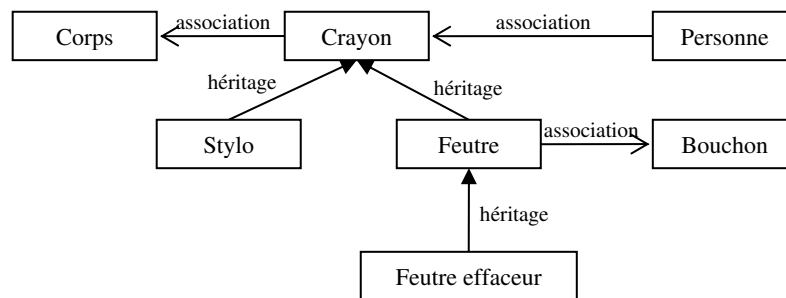 association
association
Corps
Crayon
Personne
héritage
héritage
Stylo
Feutre
association
Bouchon
héritage
Feutre effaceur